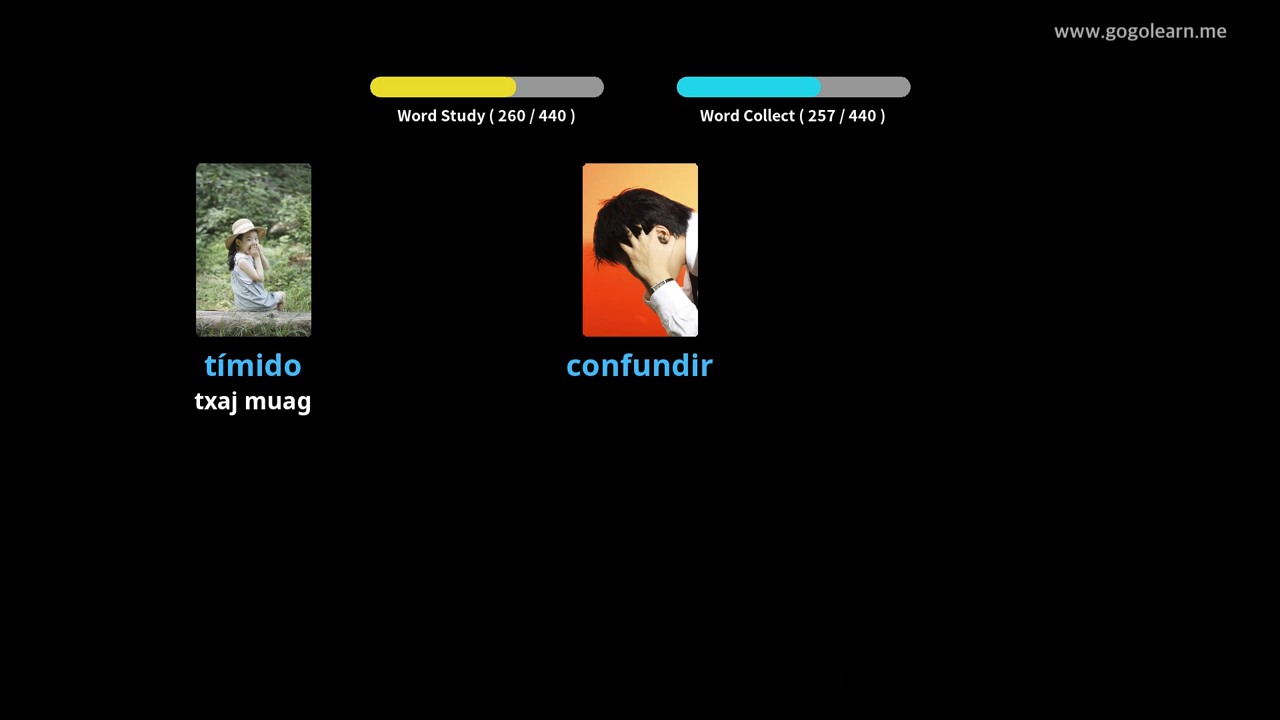 www.gogolearn.me
Word Study ( 260 / 440 )
Word Collect ( 257 / 440 )
tímido
txaj muag
confundir